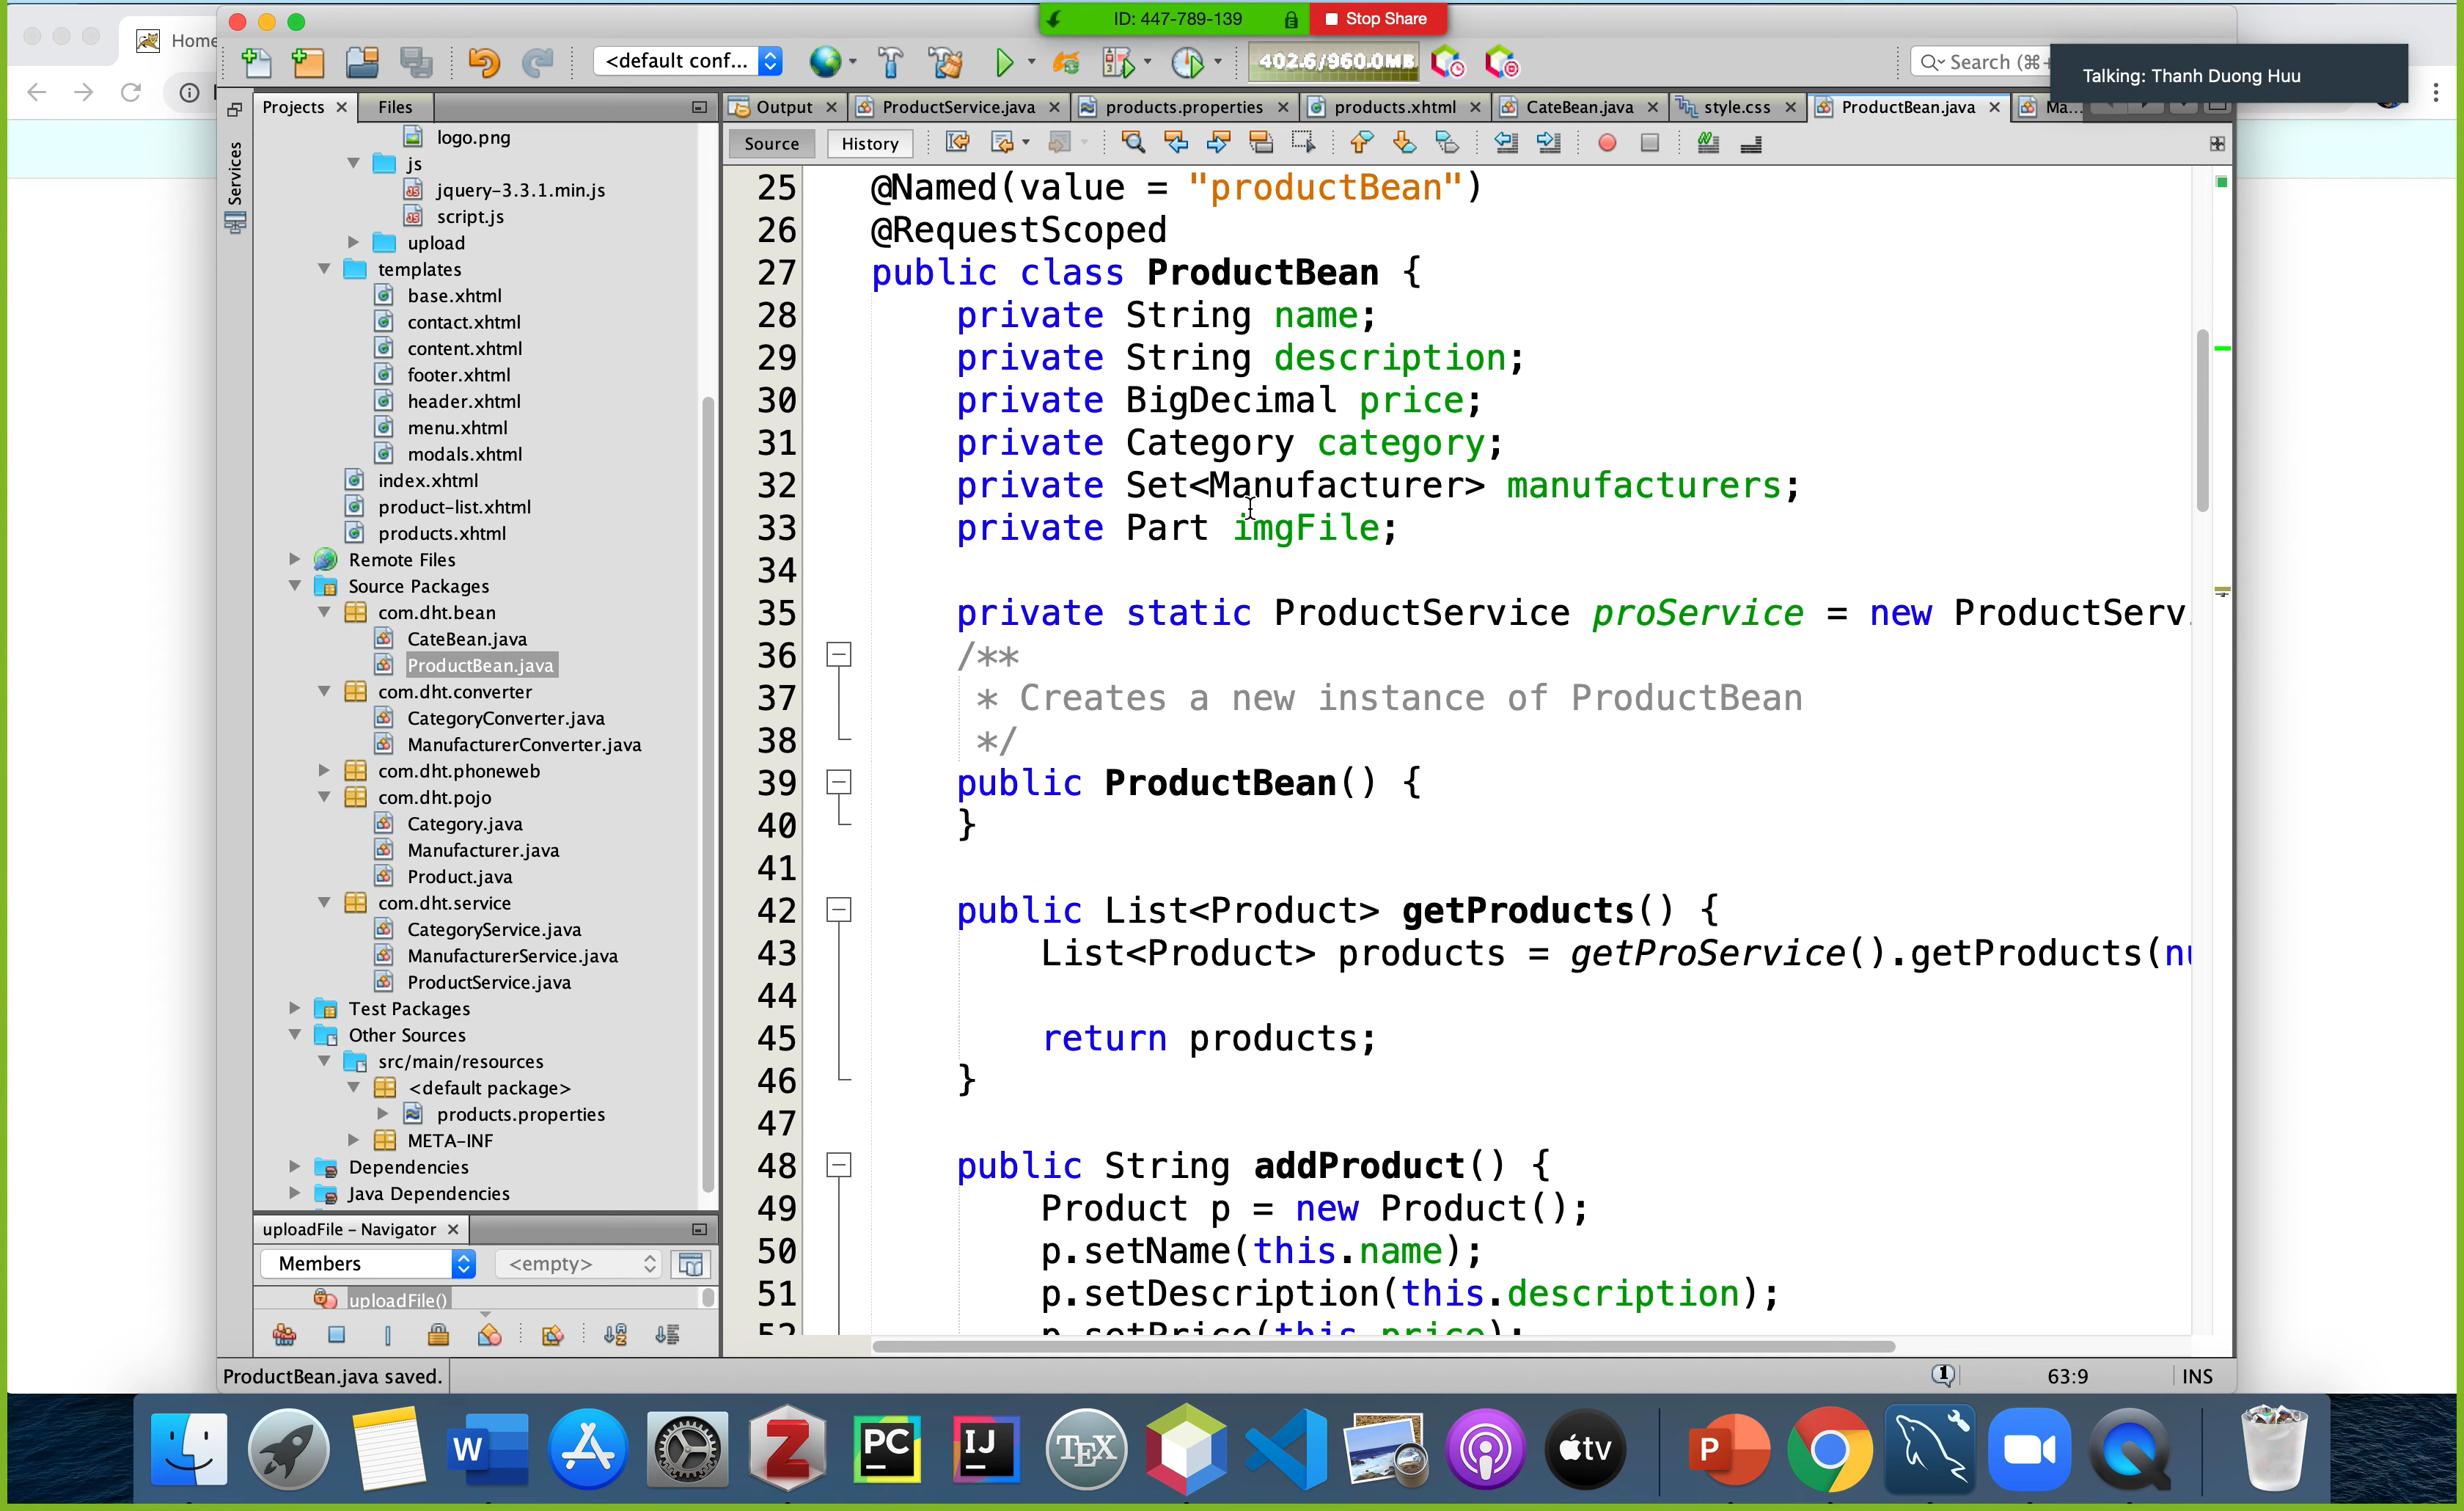 ID: 447-789-139
Stop Share
Home
<default conf...
402.6/960.0MB
Search (⌘+
Talking: Thanh Duong Huu
Projects
Files
Output
ProductService.java
products.properties
products.xhtml
CateBean.java
style.css
ProductBean.java
Ma...
Source
History
Services
logo.png
js
jquery-3.3.1.min.js
script.js
upload
templates
base.xhtml
contact.xhtml
content.xhtml
footer.xhtml
header.xhtml
menu.xhtml
modals.xhtml
index.xhtml
product-list.xhtml
products.xhtml
Remote Files
Source Packages
com.dht.bean
CateBean.java
ProductBean.java
com.dht.converter
CategoryConverter.java
ManufacturerConverter.java
com.dht.phoneweb
com.dht.pojo
Category.java
Manufacturer.java
Product.java
com.dht.service
CategoryService.java
ManufacturerService.java
ProductService.java
Test Packages
Other Sources
src/main/resources
<default package>
products.properties
META-INF
Dependencies
Java Dependencies
uploadFile - Navigator
Members
<empty>
uploadFile()
25 @Named(value = "productBean")
26 @RequestScoped
27 public class ProductBean {
28 private String name;
29 private String description;
30 private BigDecimal price;
31 private Category category;
32 private Set<Manufacturer> manufacturers;
33 private Part imgFile;
34
35 private static ProductService proService = new ProductServ
36 /**
37 * Creates a new instance of ProductBean
38 */
39 public ProductBean() {
40 }
41
42 public List<Product> getProducts() {
43 List<Product> products = getProService().getProducts(nu
44
45 return products;
46 }
47
48 public String addProduct() {
49 Product p = new Product();
50 p.setName(this.name);
51 p.setDescription(this.description);
52 p.setPrice(this.price);
ProductBean.java saved.
1
63:9
INS
W
Z
PC
IJ
TEX
tv
P